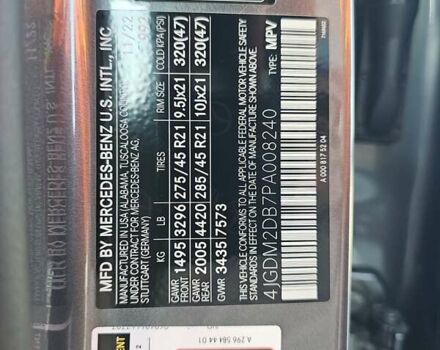 MFD BY MERCEDES-BENZ U.S. INTL., INC
MANUFACTURED IN USA (ALABAMA, TUSCALOOSA COUNTY)
UNDER CONTRACT FOR MERCEDES-BENZ AG,
STUTTGART (GERMANY)
11/22
KG LB TIRES RIM SIZE COLD KPA (PSI)
GAWR FRONT 1495 3296 275/45 R21 9.5Jx21 320(47)
GAWR REAR 2005 4420 285/45 R21 10Jx21 320(47)
GVWR 3435 7573
THIS VEHICLE CONFORMS TO ALL APPLICABLE FEDERAL MOTOR VEHICLE SAFETY
STANDARDS IN EFFECT ON THE DATE OF MANUFACTURE SHOWN ABOVE.
4JGDM2DB7PA008240 TYPE: MPV
A 000 817 52 04
A 296 584 44 01